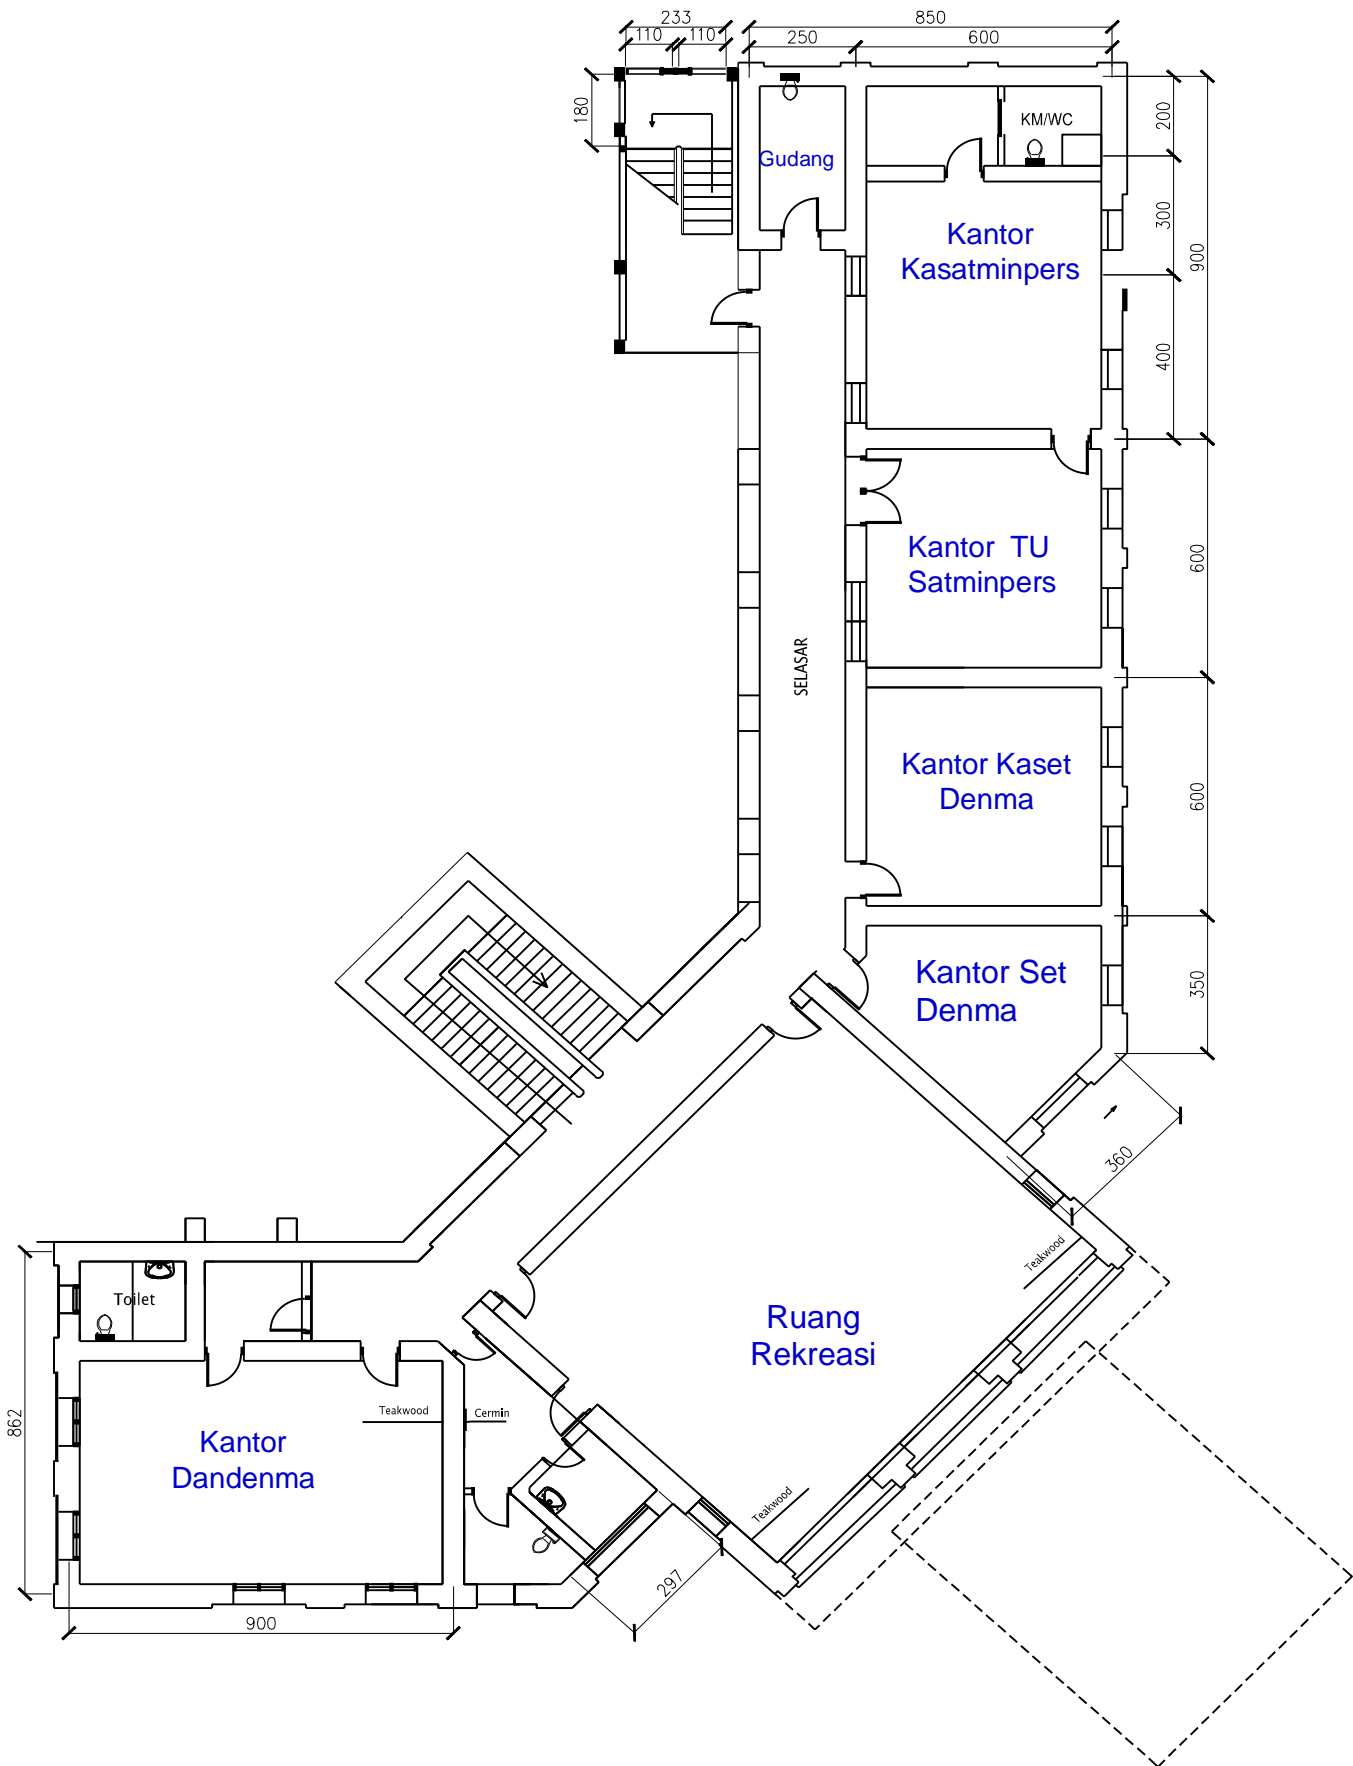 233
850
110
110
250
600
180
KM/WC
200
Gudang
300
Kantor
Kasatminpers
900
400
Kantor TU
Satminpers
600
SELASAR
Kantor Kaset
Denma
600
Kantor Set
Denma
350
360
Teakwood
Toilet
Ruang
Rekreasi
862
Teakwood
Cermin
Kantor
Dandenma
Teakwood
297
900